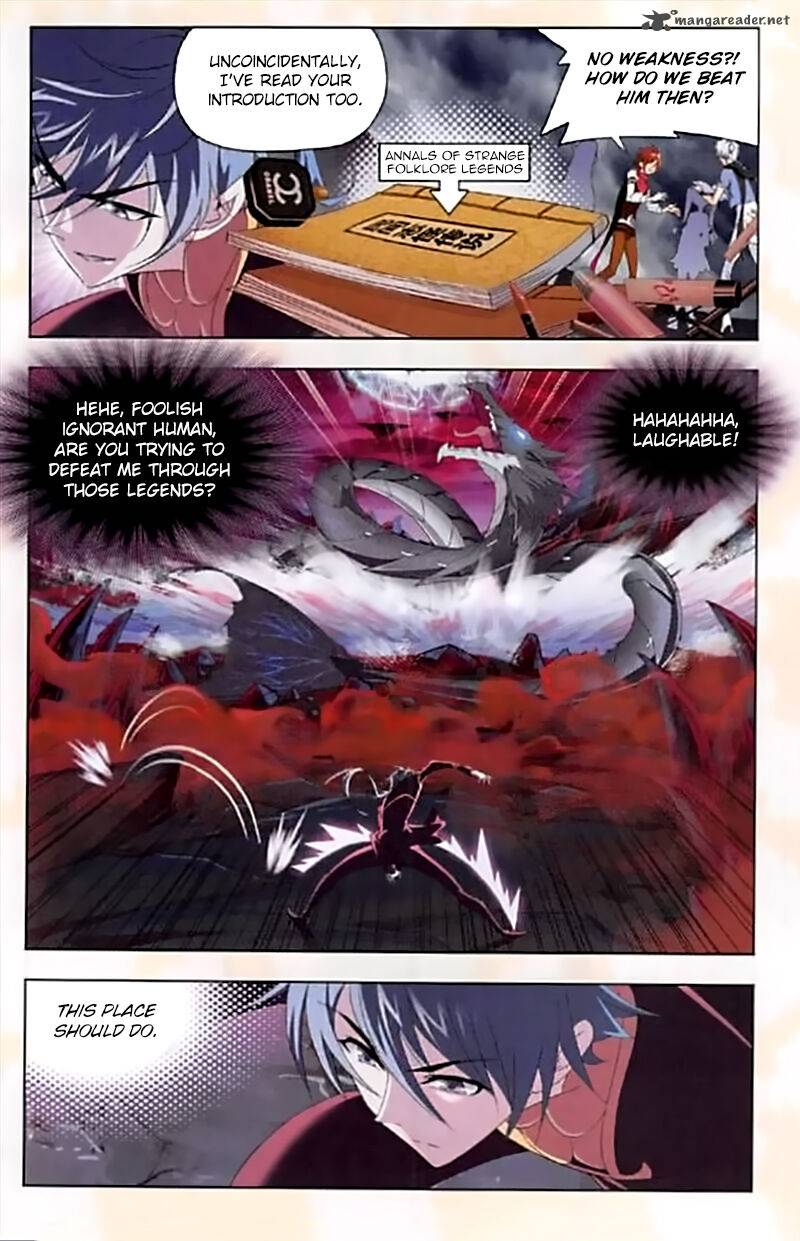 mangareader.net
UNCOINCIDENTALLY,
I'VE READ YOUR
INTRODUCTION TOO.
NO WEAKNESS?!
HOW DO WE BEAT
HIM THEN?
ANNALS OF STRANGE
FOLKLORE LEGENDS
HEHE, FOOLISH
IGNORANT HUMAN,
ARE YOU TRYING TO
DEFEAT ME THROUGH
THOSE LEGENDS?
HAHAHAHHA,
LAUGHABLE!
THIS PLACE
SHOULD DO.